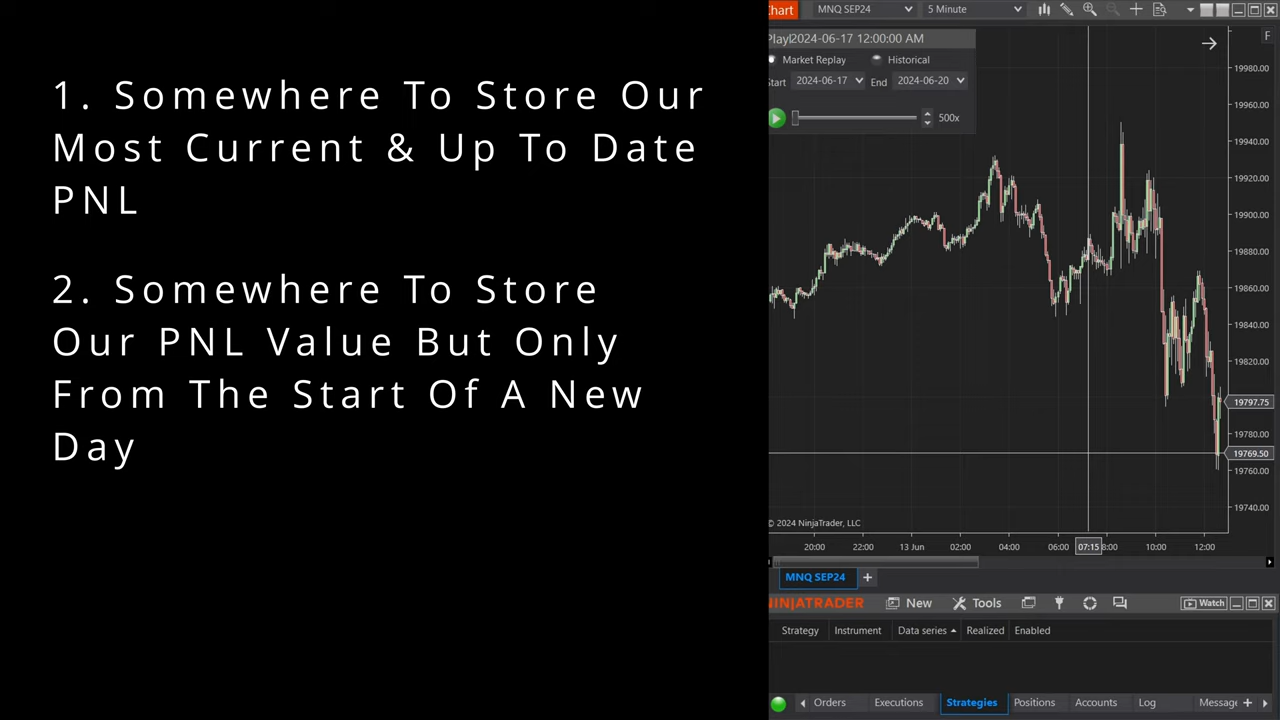 1. Somewhere To Store Our
Most Current & Up To Date
PNL
2. Somewhere To Store
Our PNL Value But Only
From The Start Of A New
Day
hart
MNQ SEP24
5 Minute
F
Playl2024-06-17 12:00:00 AM
Market Replay
Historical
tart
2024-06-17
End
2024-06-20
500x
19980.00
19960.00
19940.00
19920.00
19900.00
19880.00
19860.00
19840.00
19820.00
19797.75
19780.00
19769.50
19760.00
19740.00
© 2024 NinjaTrader, LLC
20:00
22:00
13 Jun
02:00
04:00
06:00
07:15
8:00
10:00
12:00
MNQ SEP24
+
NINJATRADER
New
Tools
Watch
Strategy
Instrument
Data series
Realized
Enabled
Orders
Executions
Strategies
Positions
Accounts
Log
Message
+